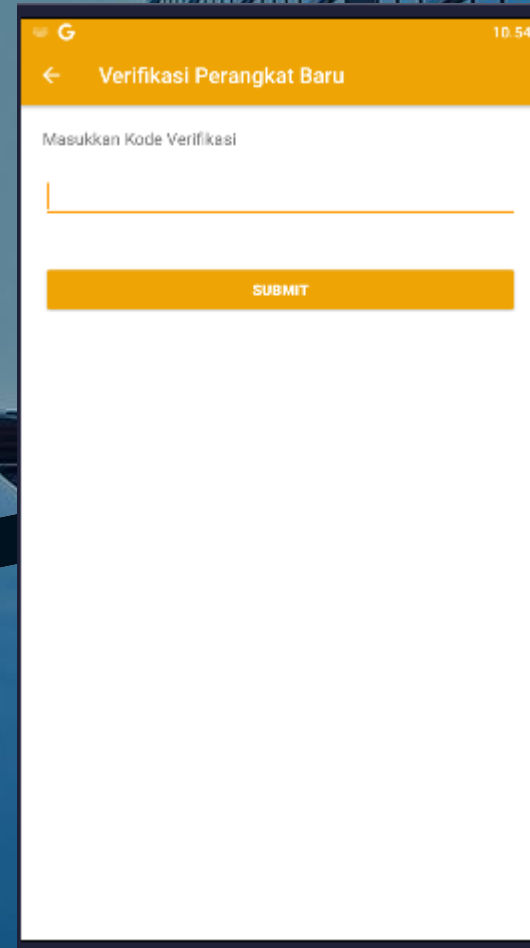 G 10.54
Verifikasi Perangkat Baru
Masukkan Kode Verifikasi
SUBMIT